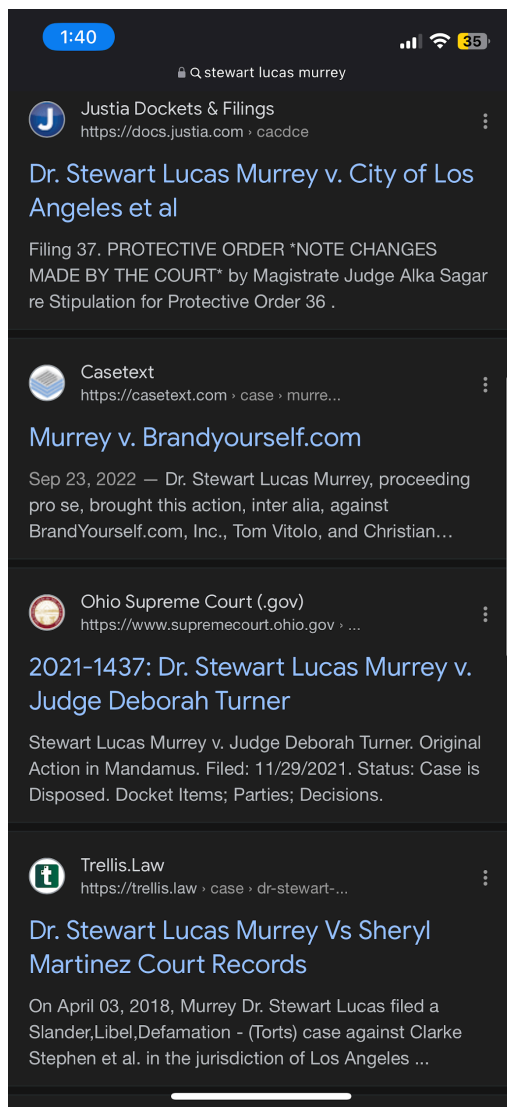 1:40
35
stewart lucas murrey
Justia Dockets & Filings
https://docs.justia.com › cacdce
Dr. Stewart Lucas Murrey v. City of Los
Angeles et al
Filing 37. PROTECTIVE ORDER *NOTE CHANGES
MADE BY THE COURT* by Magistrate Judge Alka Sagar
re Stipulation for Protective Order 36 .
Casetext
https://casetext.com › case › murre...
Murrey v. Brandyourself.com
Sep 23, 2022 — Dr. Stewart Lucas Murrey, proceeding
pro se, brought this action, inter alia, against
BrandYourself.com, Inc., Tom Vitolo, and Christian...
Ohio Supreme Court (.gov)
https://www.supremecourt.ohio.gov › ...
2021-1437: Dr. Stewart Lucas Murrey v.
Judge Deborah Turner
Stewart Lucas Murrey v. Judge Deborah Turner. Original
Action in Mandamus. Filed: 11/29/2021. Status: Case is
Disposed. Docket Items; Parties; Decisions.
Trellis.Law
https://trellis.law › case › dr-stewart-...
Dr. Stewart Lucas Murrey Vs Sheryl
Martinez Court Records
On April 03, 2018, Murrey Dr. Stewart Lucas filed a
Slander,Libel,Defamation - (Torts) case against Clarke
Stephen et al. in the jurisdiction of Los Angeles ...